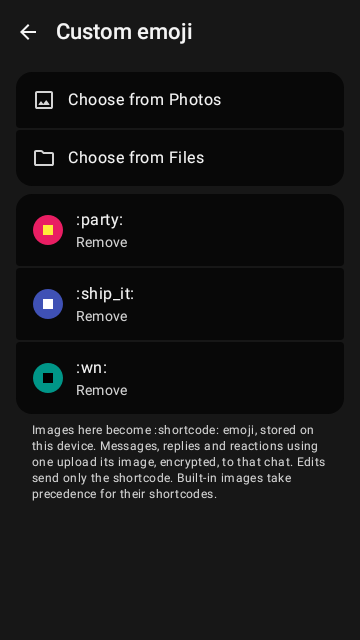 Custom emoji
Choose from Photos
Choose from Files
:party:
Remove
:ship_it:
Remove
:wn:
Remove
Images here become :shortcode: emoji, stored on
this device. Messages, replies and reactions using
one upload its image, encrypted, to that chat. Edits
send only the shortcode. Built-in images take
precedence for their shortcodes.